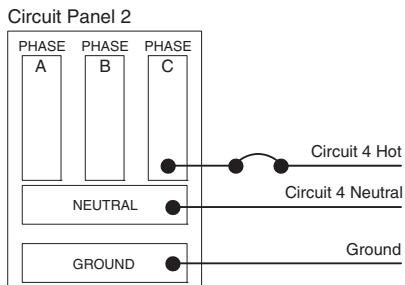 Circuit Panel 2
PHASE PHASE PHASE
A B C
Circuit 4 Hot
Circuit 4 Neutral
NEUTRAL
Ground
GROUND